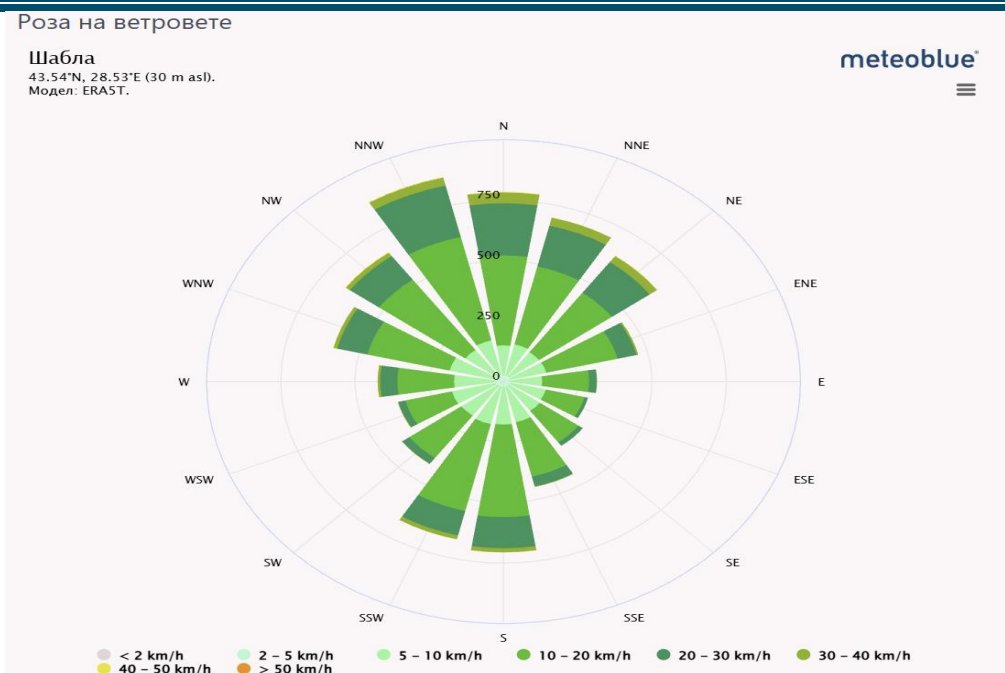 Роза на ветровете
Шабла
43.54°N, 28.53°E (30 m asl).
Модел: ERA5T.
meteoblue®
N
NNW
NNE
NW
NE
750
500
WNW
ENE
250
0
W
E
WSW
ESE
SW
SE
SSW
SSE
S
< 2 km/h
2 – 5 km/h
5 – 10 km/h
10 – 20 km/h
20 – 30 km/h
30 – 40 km/h
40 – 50 km/h
> 50 km/h